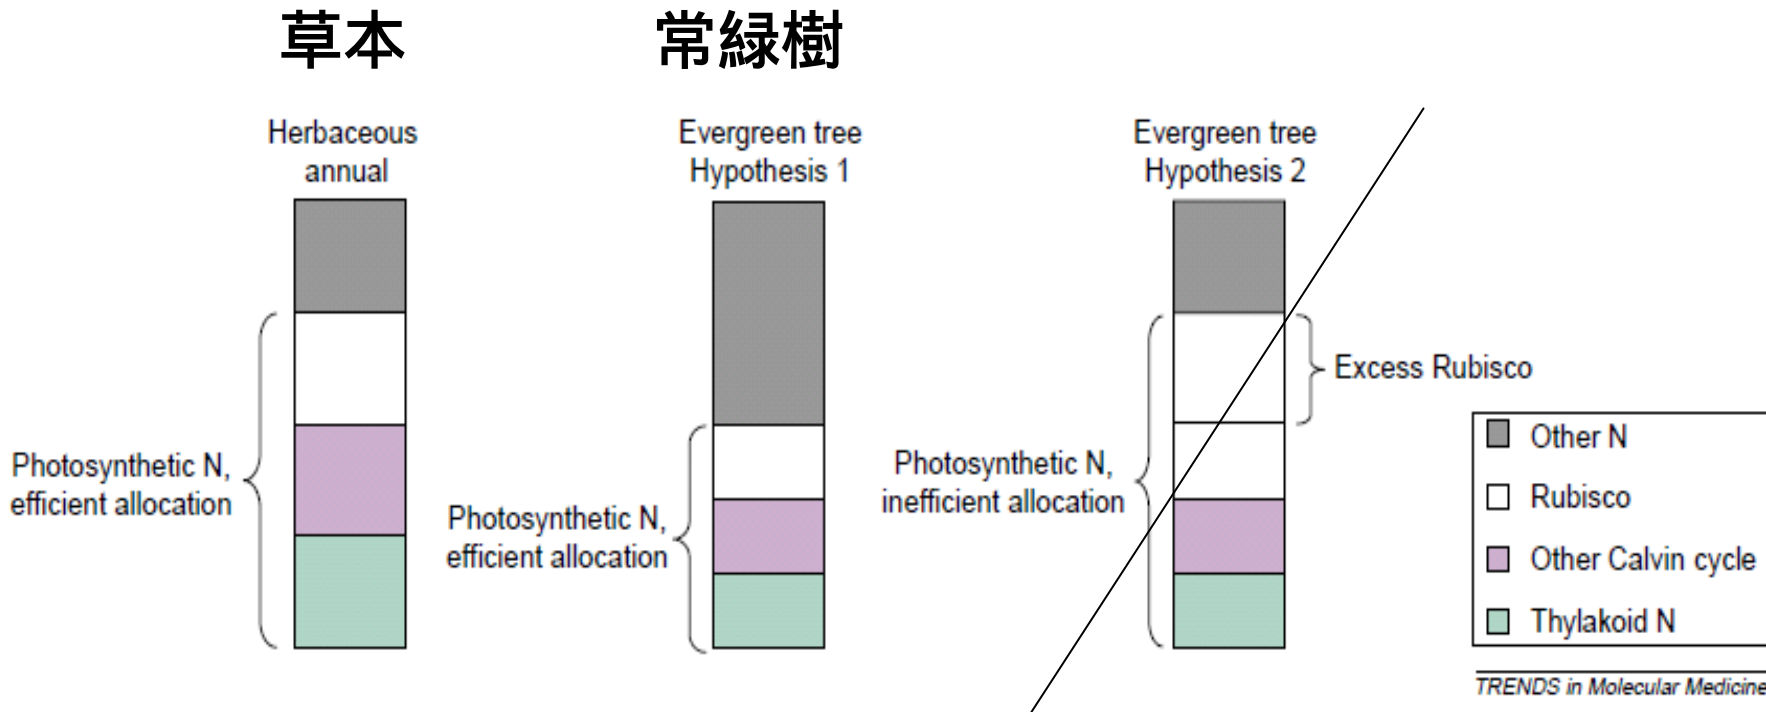 草本
常緑樹
Herbaceous
annual
Evergreen tree
Hypothesis 1
Evergreen tree
Hypothesis 2
Photosynthetic N,
efficient allocation
Photosynthetic N,
efficient allocation
Photosynthetic N,
inefficient allocation
Excess Rubisco
Other N
Rubisco
Other Calvin cycle
Thylakoid N
TRENDS in Molecular Medicine